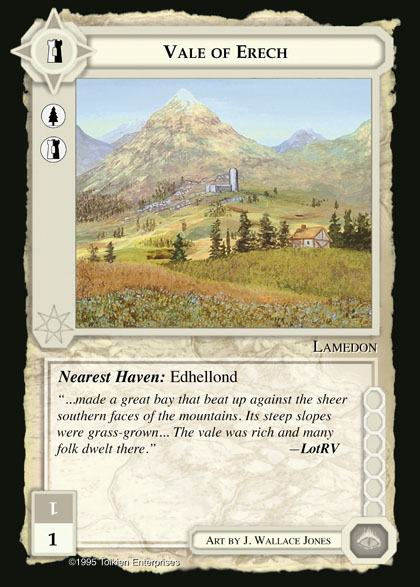 Vale of Erech
Lamedon
Nearest Haven: Edhellond
“...made a great bay that beat up against the sheer
southern faces of the mountains. Its steep slopes
were grass-grown... The vale was rich and many
folk dwelt there.” —LotRV
1
1
Art by J. Wallace Jones
©1995 Tolkien Enterprises